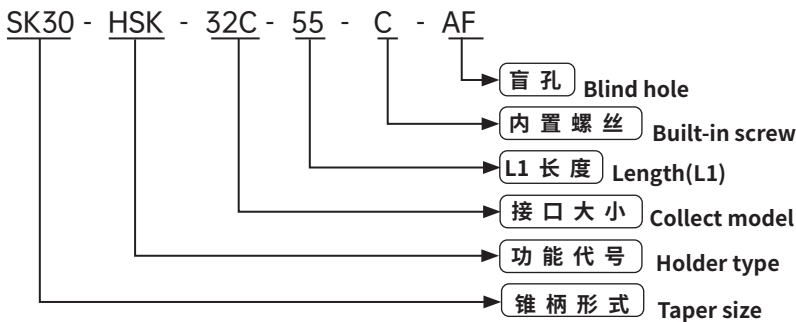 SK30 - HSK - 32C - 55 - C - AF
盲孔 Blind hole
内置螺丝 Built-in screw
L1长度 Length(L1)
接口大小 Collect model
功能代号 Holder type
锥柄形式 Taper size